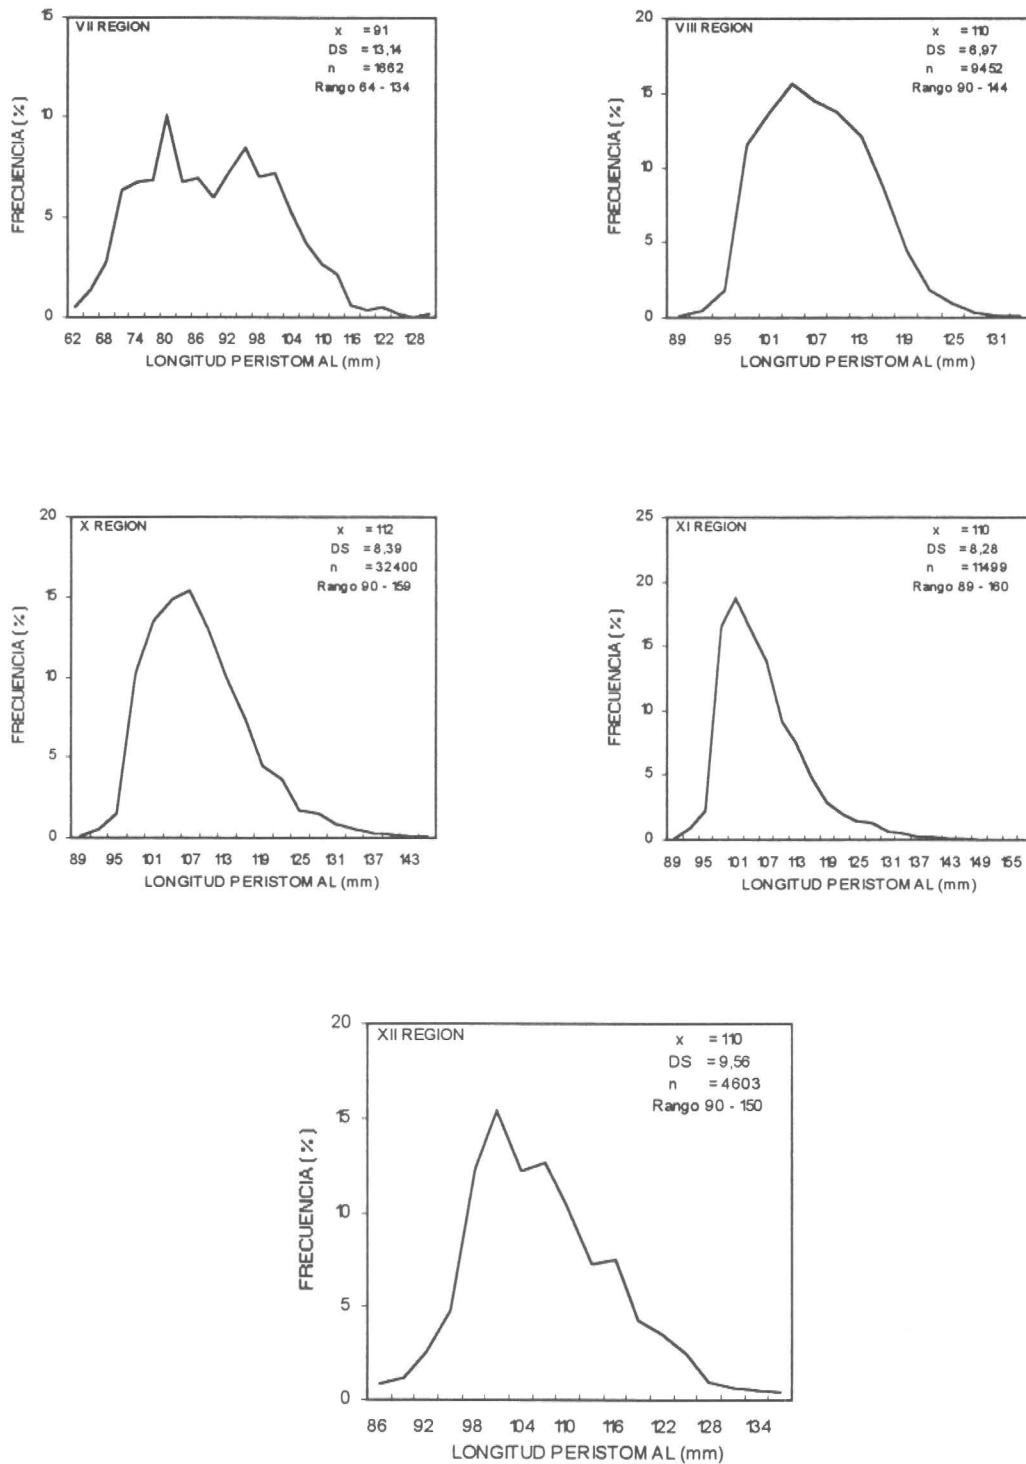 VII REGION
x = 91
DS = 13,14
n = 1662
Rango 64 - 134
15
10
5
0
FRECUENCIA (%)
62 68 74 80 86 92 98 104 110 116 122 128
LONGITUD PERISTOMAL (mm)
VIII REGION
x = 110
DS = 6,97
n = 9452
Rango 90 - 144
20
15
10
5
0
FRECUENCIA (%)
89 95 101 107 113 119 125 131
LONGITUD PERISTOMAL (mm)
X REGION
x = 112
DS = 8,39
n = 32400
Rango 90 - 159
20
15
10
5
0
FRECUENCIA (%)
89 95 101 107 113 119 125 131 137 143
LONGITUD PERISTOMAL (mm)
XI REGION
x = 110
DS = 8,28
n = 11499
Rango 89 - 160
25
20
15
10
5
0
FRECUENCIA (%)
89 95 101 107 113 119 125 131 137 143 149 155
LONGITUD PERISTOMAL (mm)
XII REGION
x = 110
DS = 9,56
n = 4603
Rango 90 - 150
20
15
10
5
0
FRECUENCIA (%)
86 92 98 104 110 116 122 128 134
LONGITUD PERISTOMAL (mm)